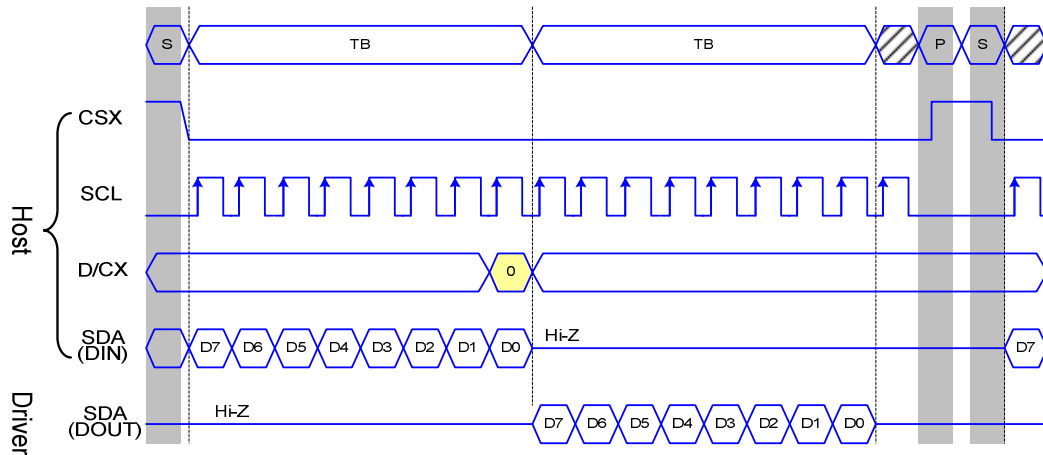 S TB TB P S
CSX
SCL
D/CX 0
SDA
(DIN) D7 D6 D5 D4 D3 D2 D1 D0 Hi-Z D7
SDA
(DOUT) Hi-Z D7 D6 D5 D4 D3 D2 D1 D0
Host
Driver